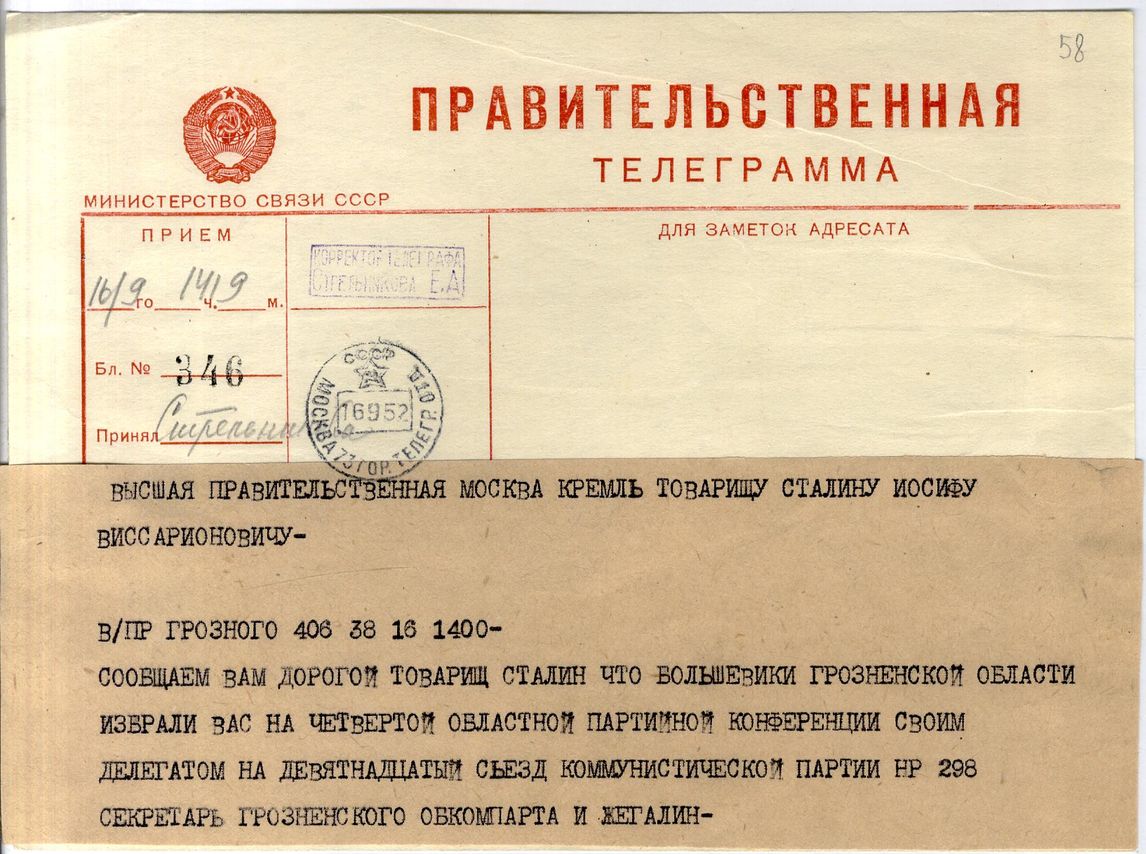 58
ПРАВИТЕЛЬСТВЕННАЯ
ТЕЛЕГРАММА
МИНИСТЕРСТВО СВЯЗИ СССР
ПРИЕМ
ДЛЯ ЗАМЕТОК АДРЕСАТА
КОРРЕКТОР ТЕЛЕГРАФА
СТРЕЛЬНИКОВА Е.А
16/9 го 14 ч. 19 м.
Бл. № 346
СССР
МОСКВА 73 ГОР. ТЕЛЕГР.
16952
Принял
ВЫСШАЯ ПРАВИТЕЛЬСТВЕННАЯ МОСКВА КРЕМЛЬ ТОВАРИЩУ СТАЛИНУ ИОСИФУ
ВИССАРИОНОВИЧУ-
В/ПР ГРОЗНОГО 406 38 16 1400-
СООБЩАЕМ ВАМ ДОРОГОЙ ТОВАРИЩ СТАЛИН ЧТО БОЛЬШЕВИКИ ГРОЗНЕНСКОЙ ОБЛАСТИ
ИЗБРАЛИ ВАС НА ЧЕТВЕРТОЙ ОБЛАСТНОЙ ПАРТИЙНОЙ КОНФЕРЕНЦИИ СВОИМ
ДЕЛЕГАТОМ НА ДЕВЯТНАДЦАТЫЙ СЬЕЗД КОММУНИСТИЧЕСКОЙ ПАРТИИ НР 298
СЕКРЕТАРЬ ГРОЗНЕНСКОГО ОБКОМПАРТА И ЖЕГАЛИН-